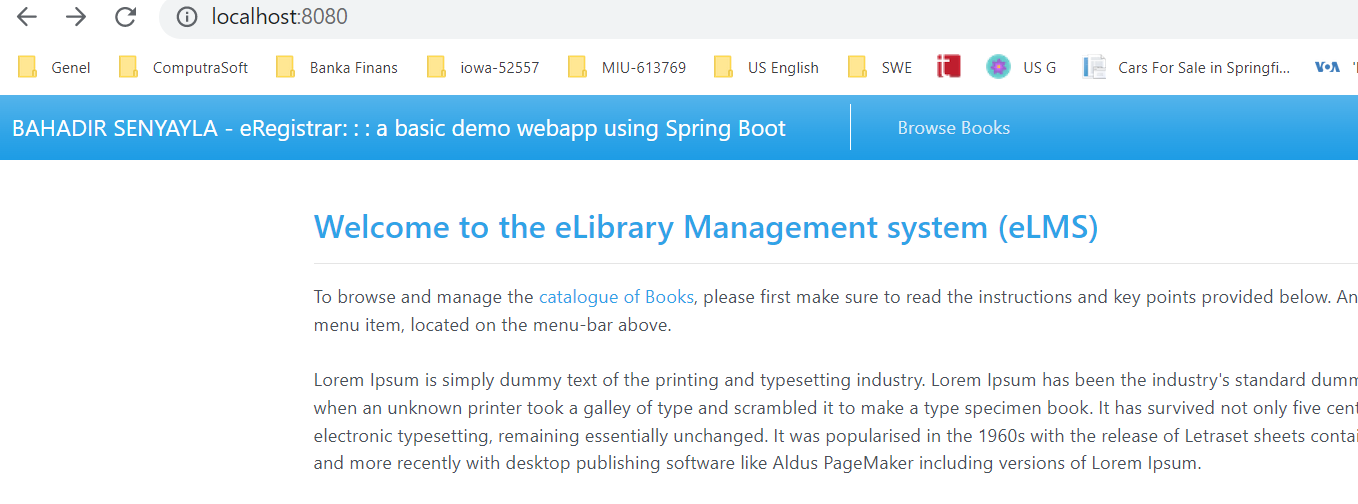 localhost:8080
Genel ComputraSoft Banka Finans iowa-52557 MIU-613769 US English SWE US G Cars For Sale in Springfi... VOA
BAHADIR SENYAYLA - eRegistrar: : : a basic demo webapp using Spring Boot Browse Books
Welcome to the eLibrary Management system (eLMS)
To browse and manage the catalogue of Books, please first make sure to read the instructions and key points provided below. An
menu item, located on the menu-bar above.
Lorem Ipsum is simply dummy text of the printing and typesetting industry. Lorem Ipsum has been the industry's standard dumm
when an unknown printer took a galley of type and scrambled it to make a type specimen book. It has survived not only five cent
electronic typesetting, remaining essentially unchanged. It was popularised in the 1960s with the release of Letraset sheets contai
and more recently with desktop publishing software like Aldus PageMaker including versions of Lorem Ipsum.